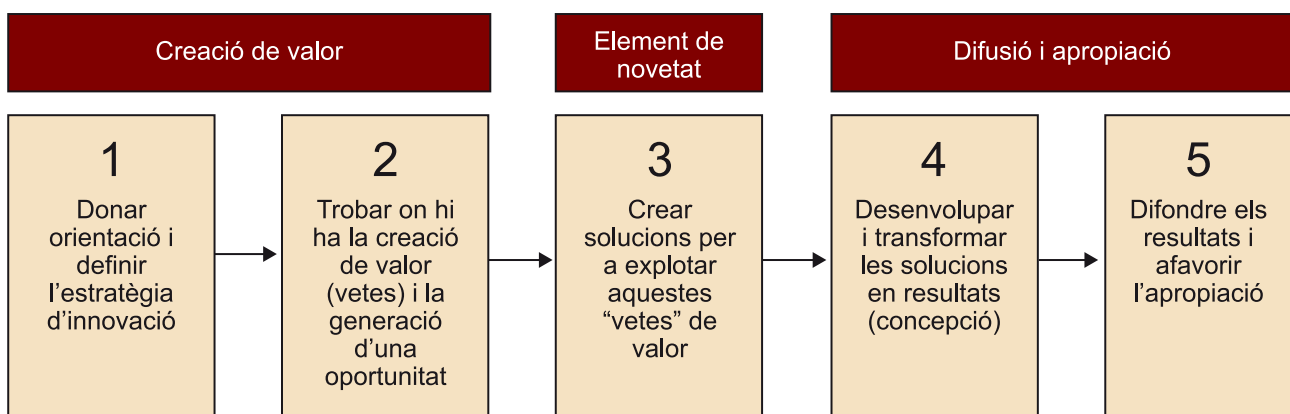 Creació de valor
Element de
novetat
Difusió i apropiació
1
Donar
orientació i
definir
l’estratègia
d’innovació
2
Trobar on hi
ha la creació
de valor
(vetes) i la
generació
d’una
oportunitat
3
Crear
solucions per
a explotar
aquestes
“vetes” de
valor
4
Desenvolupar
i transformar
les solucions
en resultats
(concepció)
5
Difondre els
resultats i
afavorir
l’apropiació